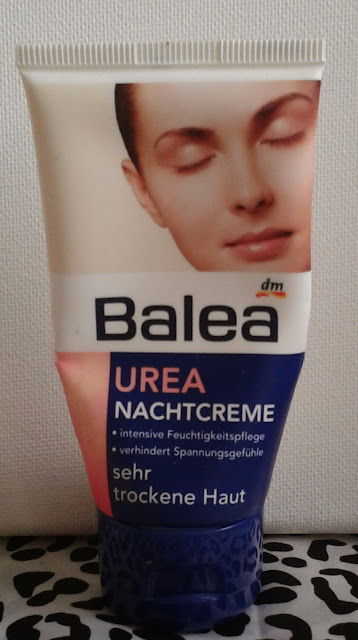 dm
Balea
UREA
NACHTCREME
• intensive Feuchtigkeitspflege
• verhindert Spannungsgefühle
sehr
trockene Haut